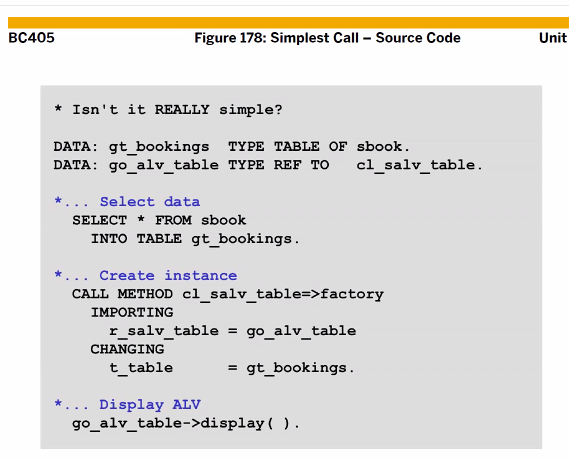 BC405 Figure 178: Simplest Call – Source Code Unit
* Isn't it REALLY simple?
DATA: gt_bookings TYPE TABLE OF sbook.
DATA: go_alv_table TYPE REF TO cl_salv_table.
*... Select data
SELECT * FROM sbook
INTO TABLE gt_bookings.
*... Create instance
CALL METHOD cl_salv_table=>factory
IMPORTING
r_salv_table = go_alv_table
CHANGING
t_table = gt_bookings.
*... Display ALV
go_alv_table->display( ).